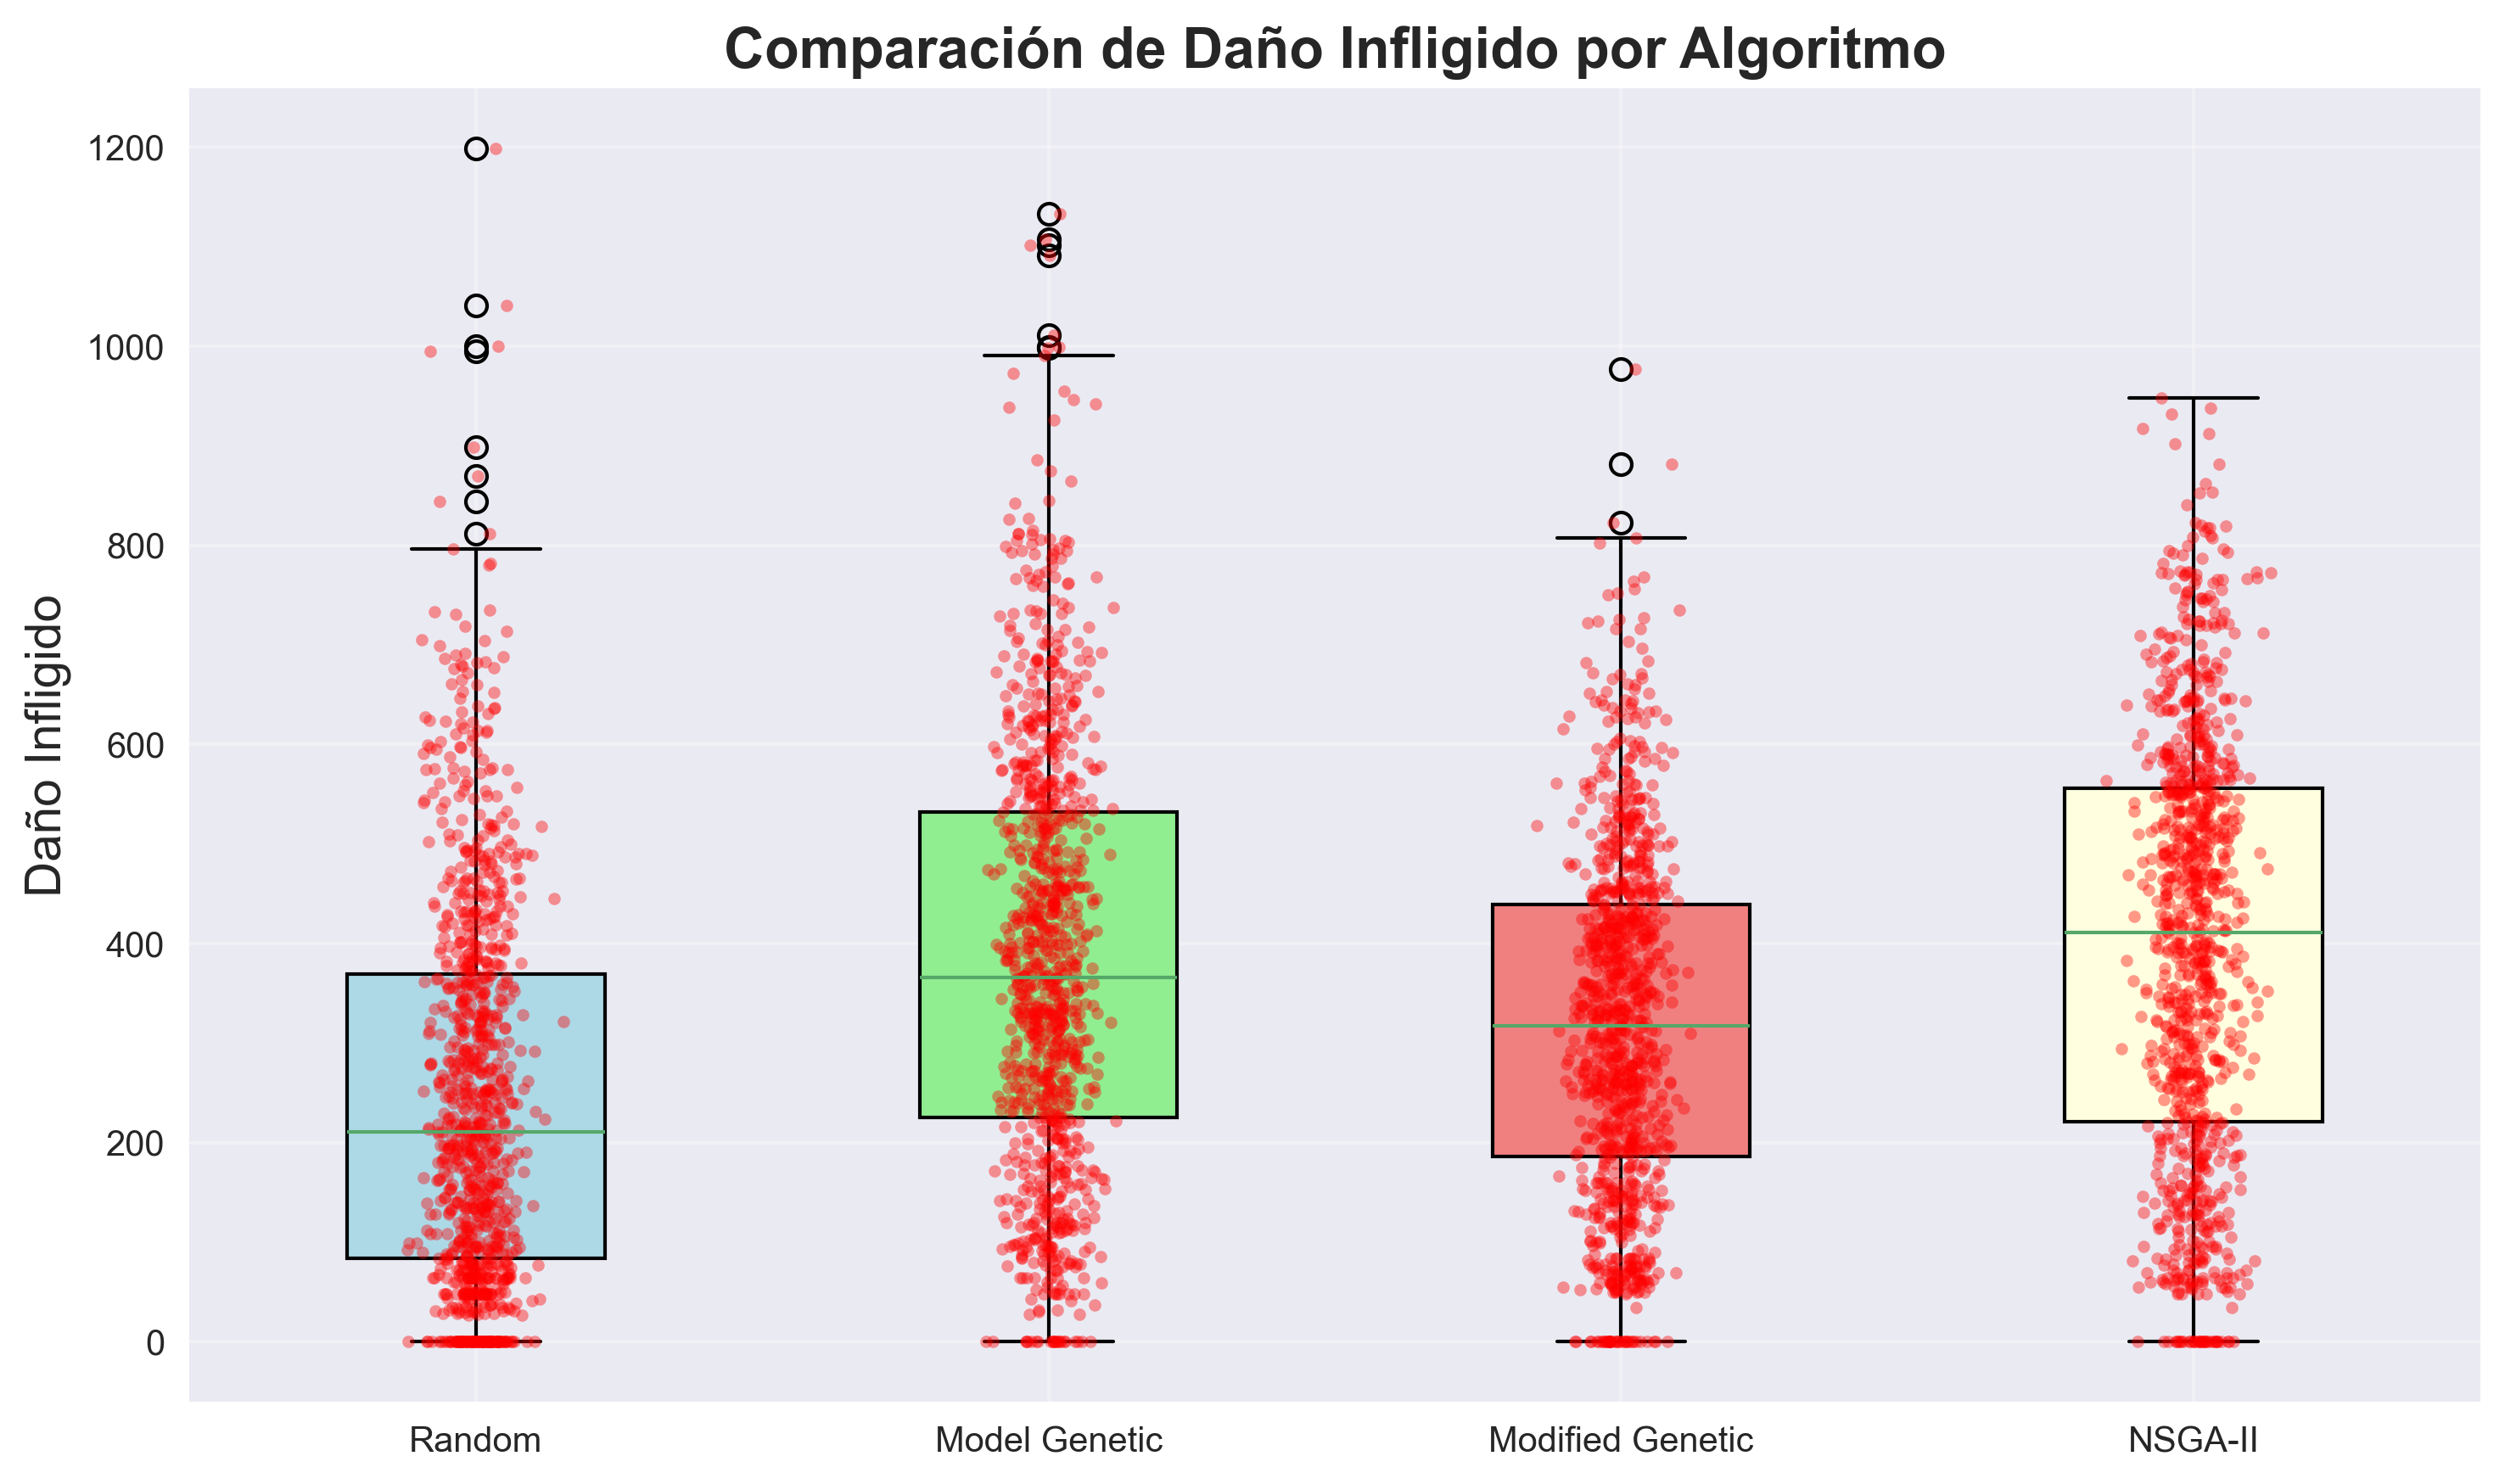 Comparación de Daño Infligido por Algoritmo
Daño Infligido
1200
1000
800
600
400
200
0
Random
Model Genetic
Modified Genetic
NSGA-II